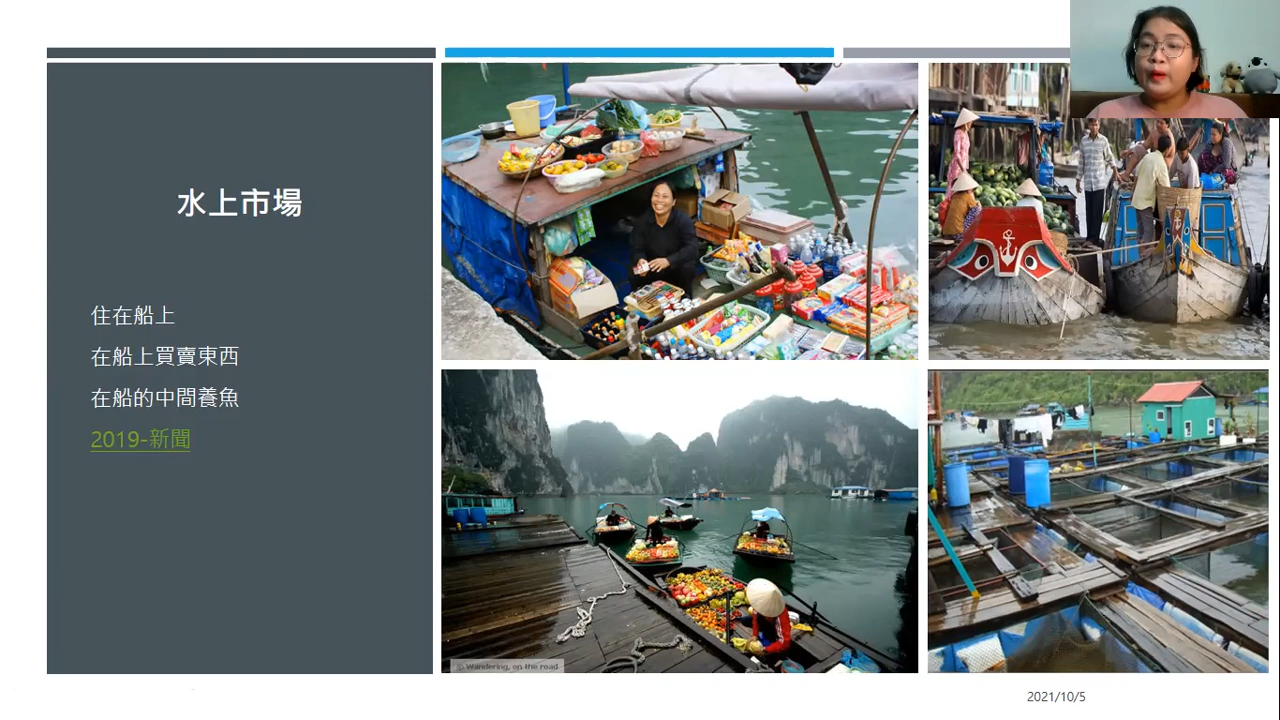 水上市場
住在船上
在船上買賣東西
在船的中間養魚
2019-新聞
© Wandering, on the road
2021/10/5